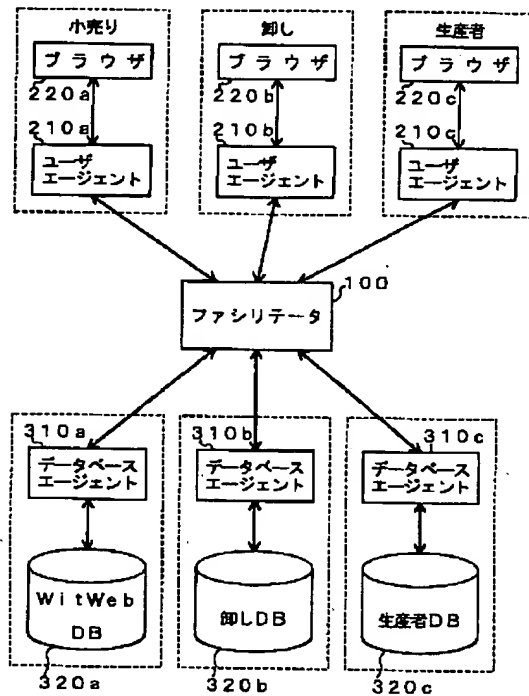 小売り
卸し
生産者
ブラウザ
ブラウザ
ブラウザ
220a
220b
220c
210a
210b
210c
ユーザ
エージェント
ユーザ
エージェント
ユーザ
エージェント
100
ファシリテータ
310a
310b
310c
データベース
エージェント
データベース
エージェント
データベース
エージェント
WitWeb
DB
卸しDB
生産者DB
320a
320b
320c